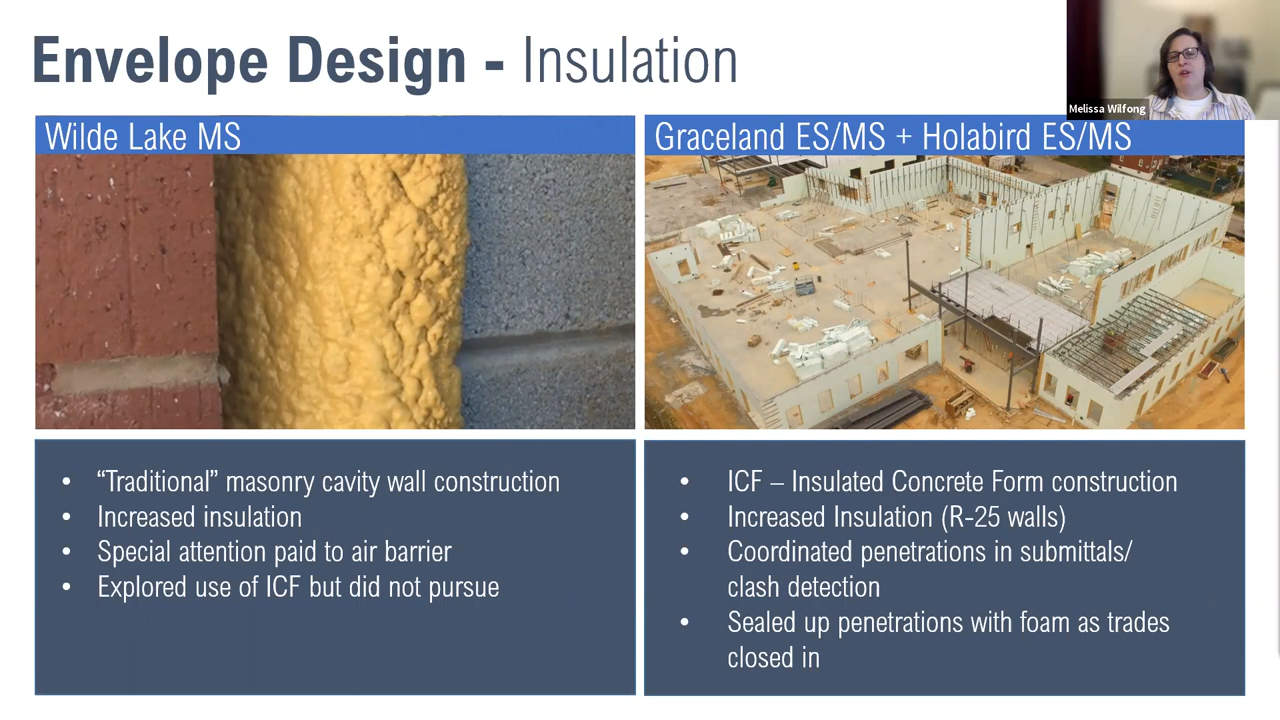 Envelope Design - Insulation
Melissa Wilfong
Wilde Lake MS
Graceland ES/MS + Holabird ES/MS
• “Traditional” masonry cavity wall construction
• Increased insulation
• Special attention paid to air barrier
• Explored use of ICF but did not pursue
• ICF – Insulated Concrete Form construction
• Increased Insulation (R-25 walls)
• Coordinated penetrations in submittals/
clash detection
• Sealed up penetrations with foam as trades
closed in